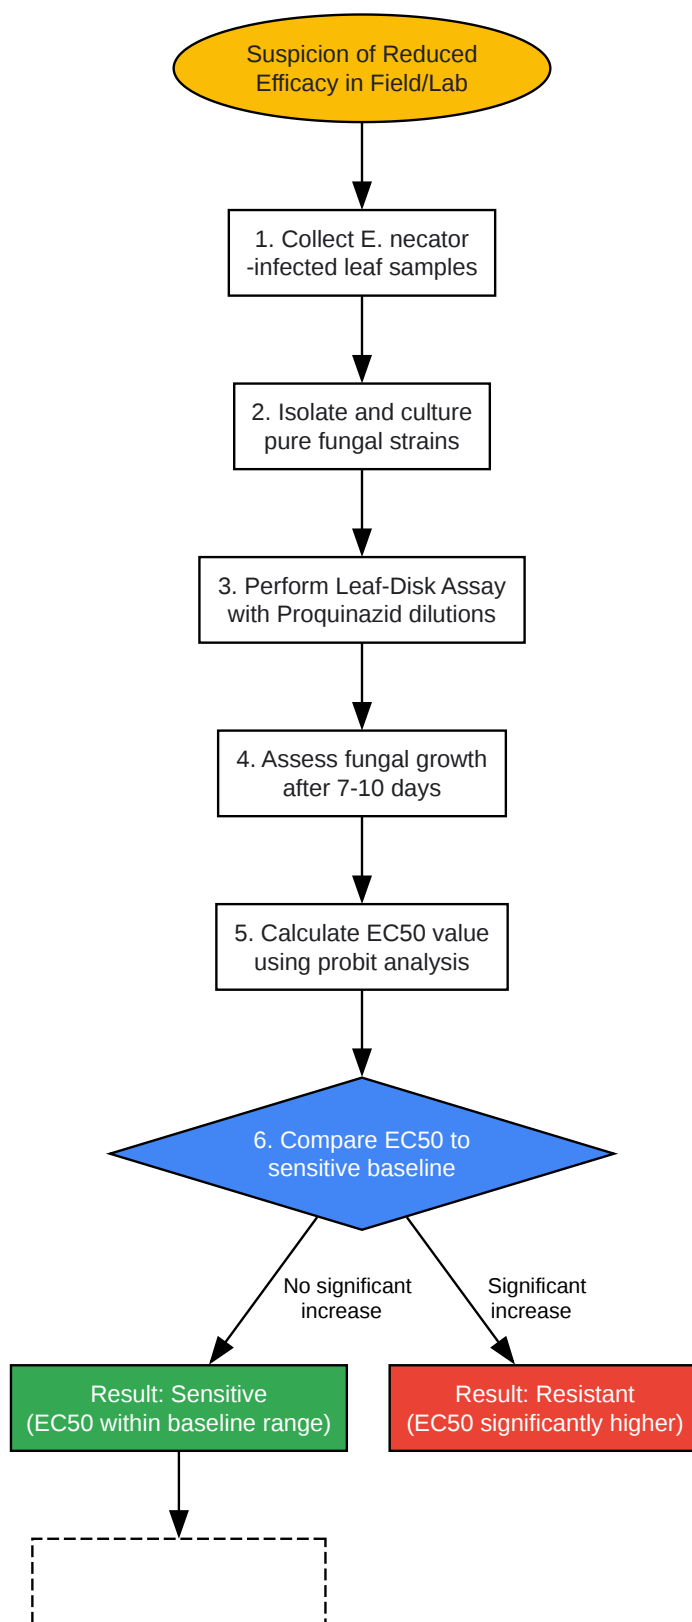 Suspicion of Reduced
Efficacy in Field/Lab
1. Collect E. necator
-infected leaf samples
2. Isolate and culture
pure fungal strains
3. Perform Leaf-Disk Assay
with Proquinazid dilutions
4. Assess fungal growth
after 7-10 days
5. Calculate EC50 value
using probit analysis
6. Compare EC50 to
sensitive baseline
No significant
increase
Significant
increase
Result: Sensitive
(EC50 within baseline range)
Result: Resistant
(EC50 significantly higher)